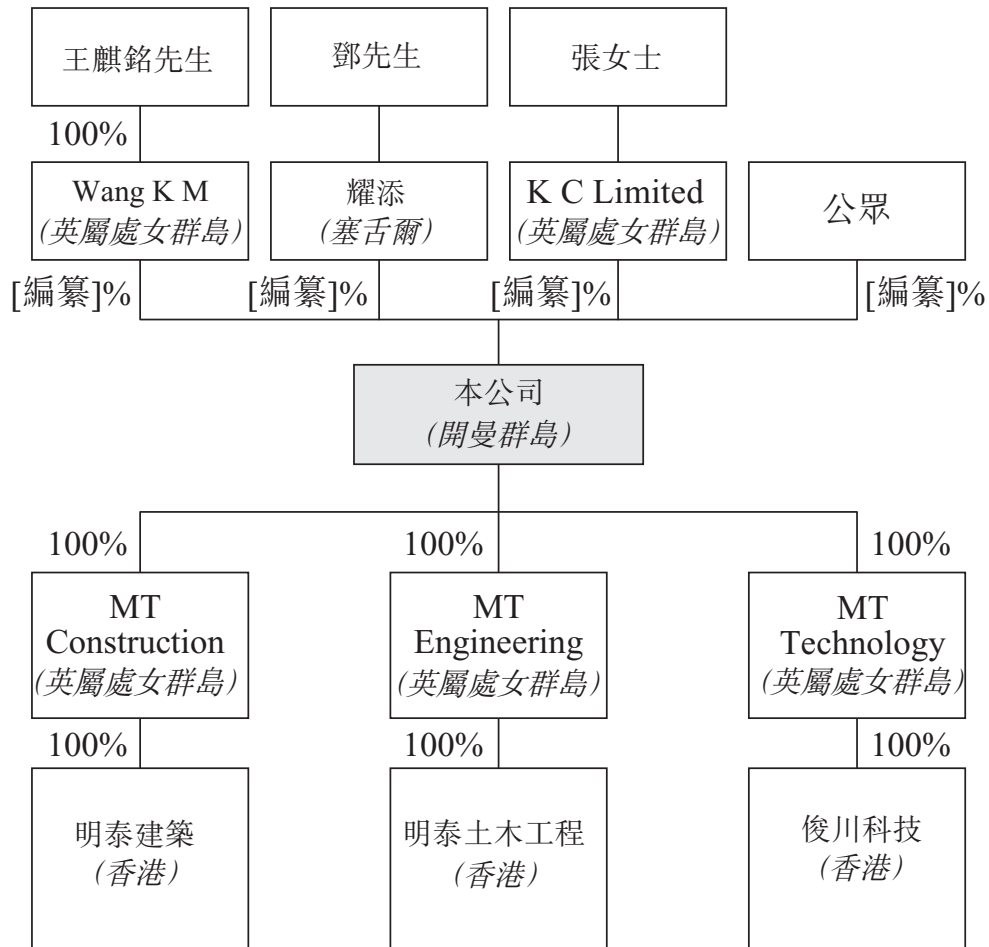 王麒銘先生
鄧先生
張女士
100%
Wang K M
(英屬處女群島)
耀添
(塞舌爾)
K C Limited
(英屬處女群島)
公眾
[編纂]%
[編纂]%
[編纂]%
[編纂]%
本公司
(開曼群島)
100%
100%
100%
MT
Construction
(英屬處女群島)
MT
Engineering
(英屬處女群島)
MT
Technology
(英屬處女群島)
100%
100%
100%
明泰建築
(香港)
明泰土木工程
(香港)
俊川科技
(香港)